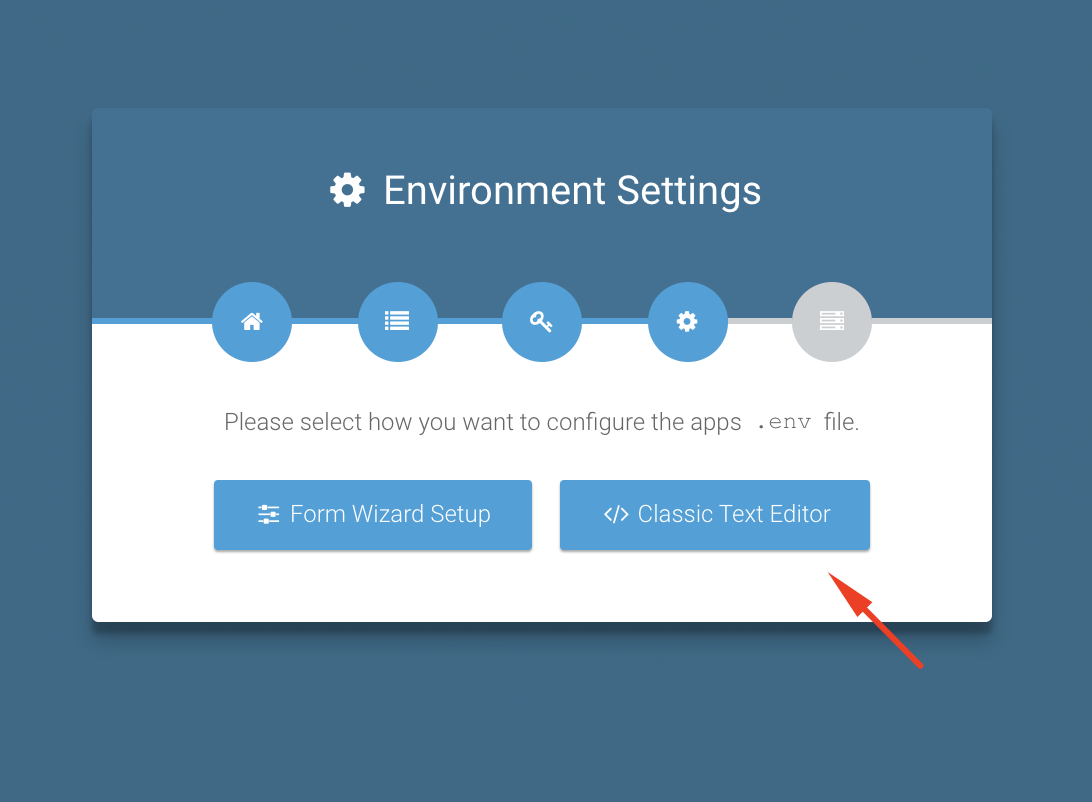 Environment Settings
Please select how you want to configure the apps .env file.
Form Wizard Setup
Classic Text Editor